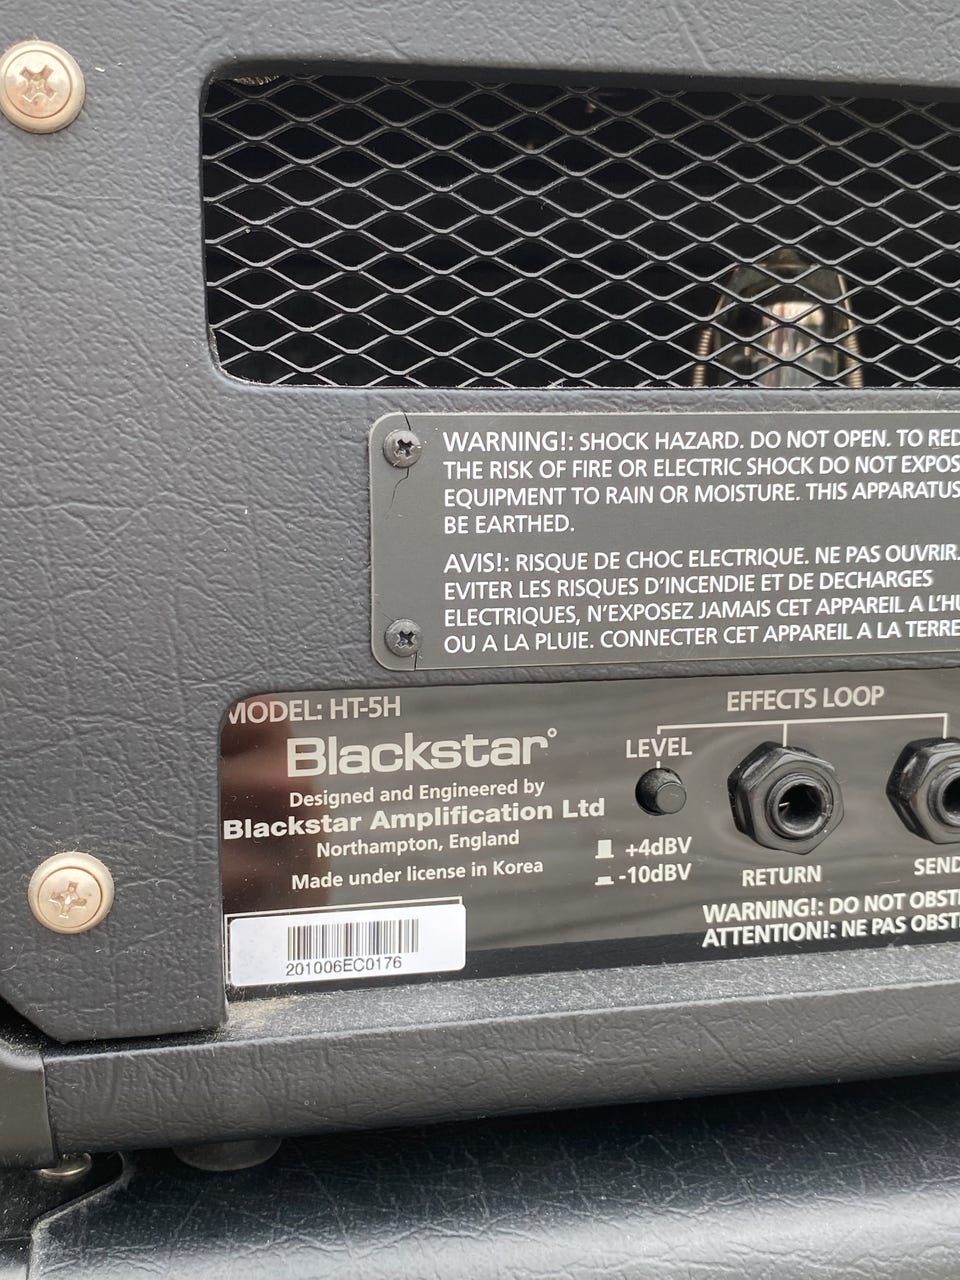 WARNING!: SHOCK HAZARD. DO NOT OPEN. TO RED
THE RISK OF FIRE OR ELECTRIC SHOCK DO NOT EXPOS
EQUIPMENT TO RAIN OR MOISTURE. THIS APPARATUS
BE EARTHED.
AVIS!: RISQUE DE CHOC ELECTRIQUE. NE PAS OUVRIR.
EVITER LES RISQUES D'INCENDIE ET DE DECHARGES
ELECTRIQUES, N'EXPOSEZ JAMAIS CET APPAREIL A L'HU
OU A LA PLUIE. CONNECTER CET APPAREIL A LA TERRE
MODEL: HT-5H
Blackstar
Designed and Engineered by
Blackstar Amplification Ltd
Northampton, England
Made under license in Korea
201006EC0176
EFFECTS LOOP
LEVEL
+4dBV
-10dBV
RETURN
SEND
WARNING!: DO NOT OBST
ATTENTION!: NE PAS OBST